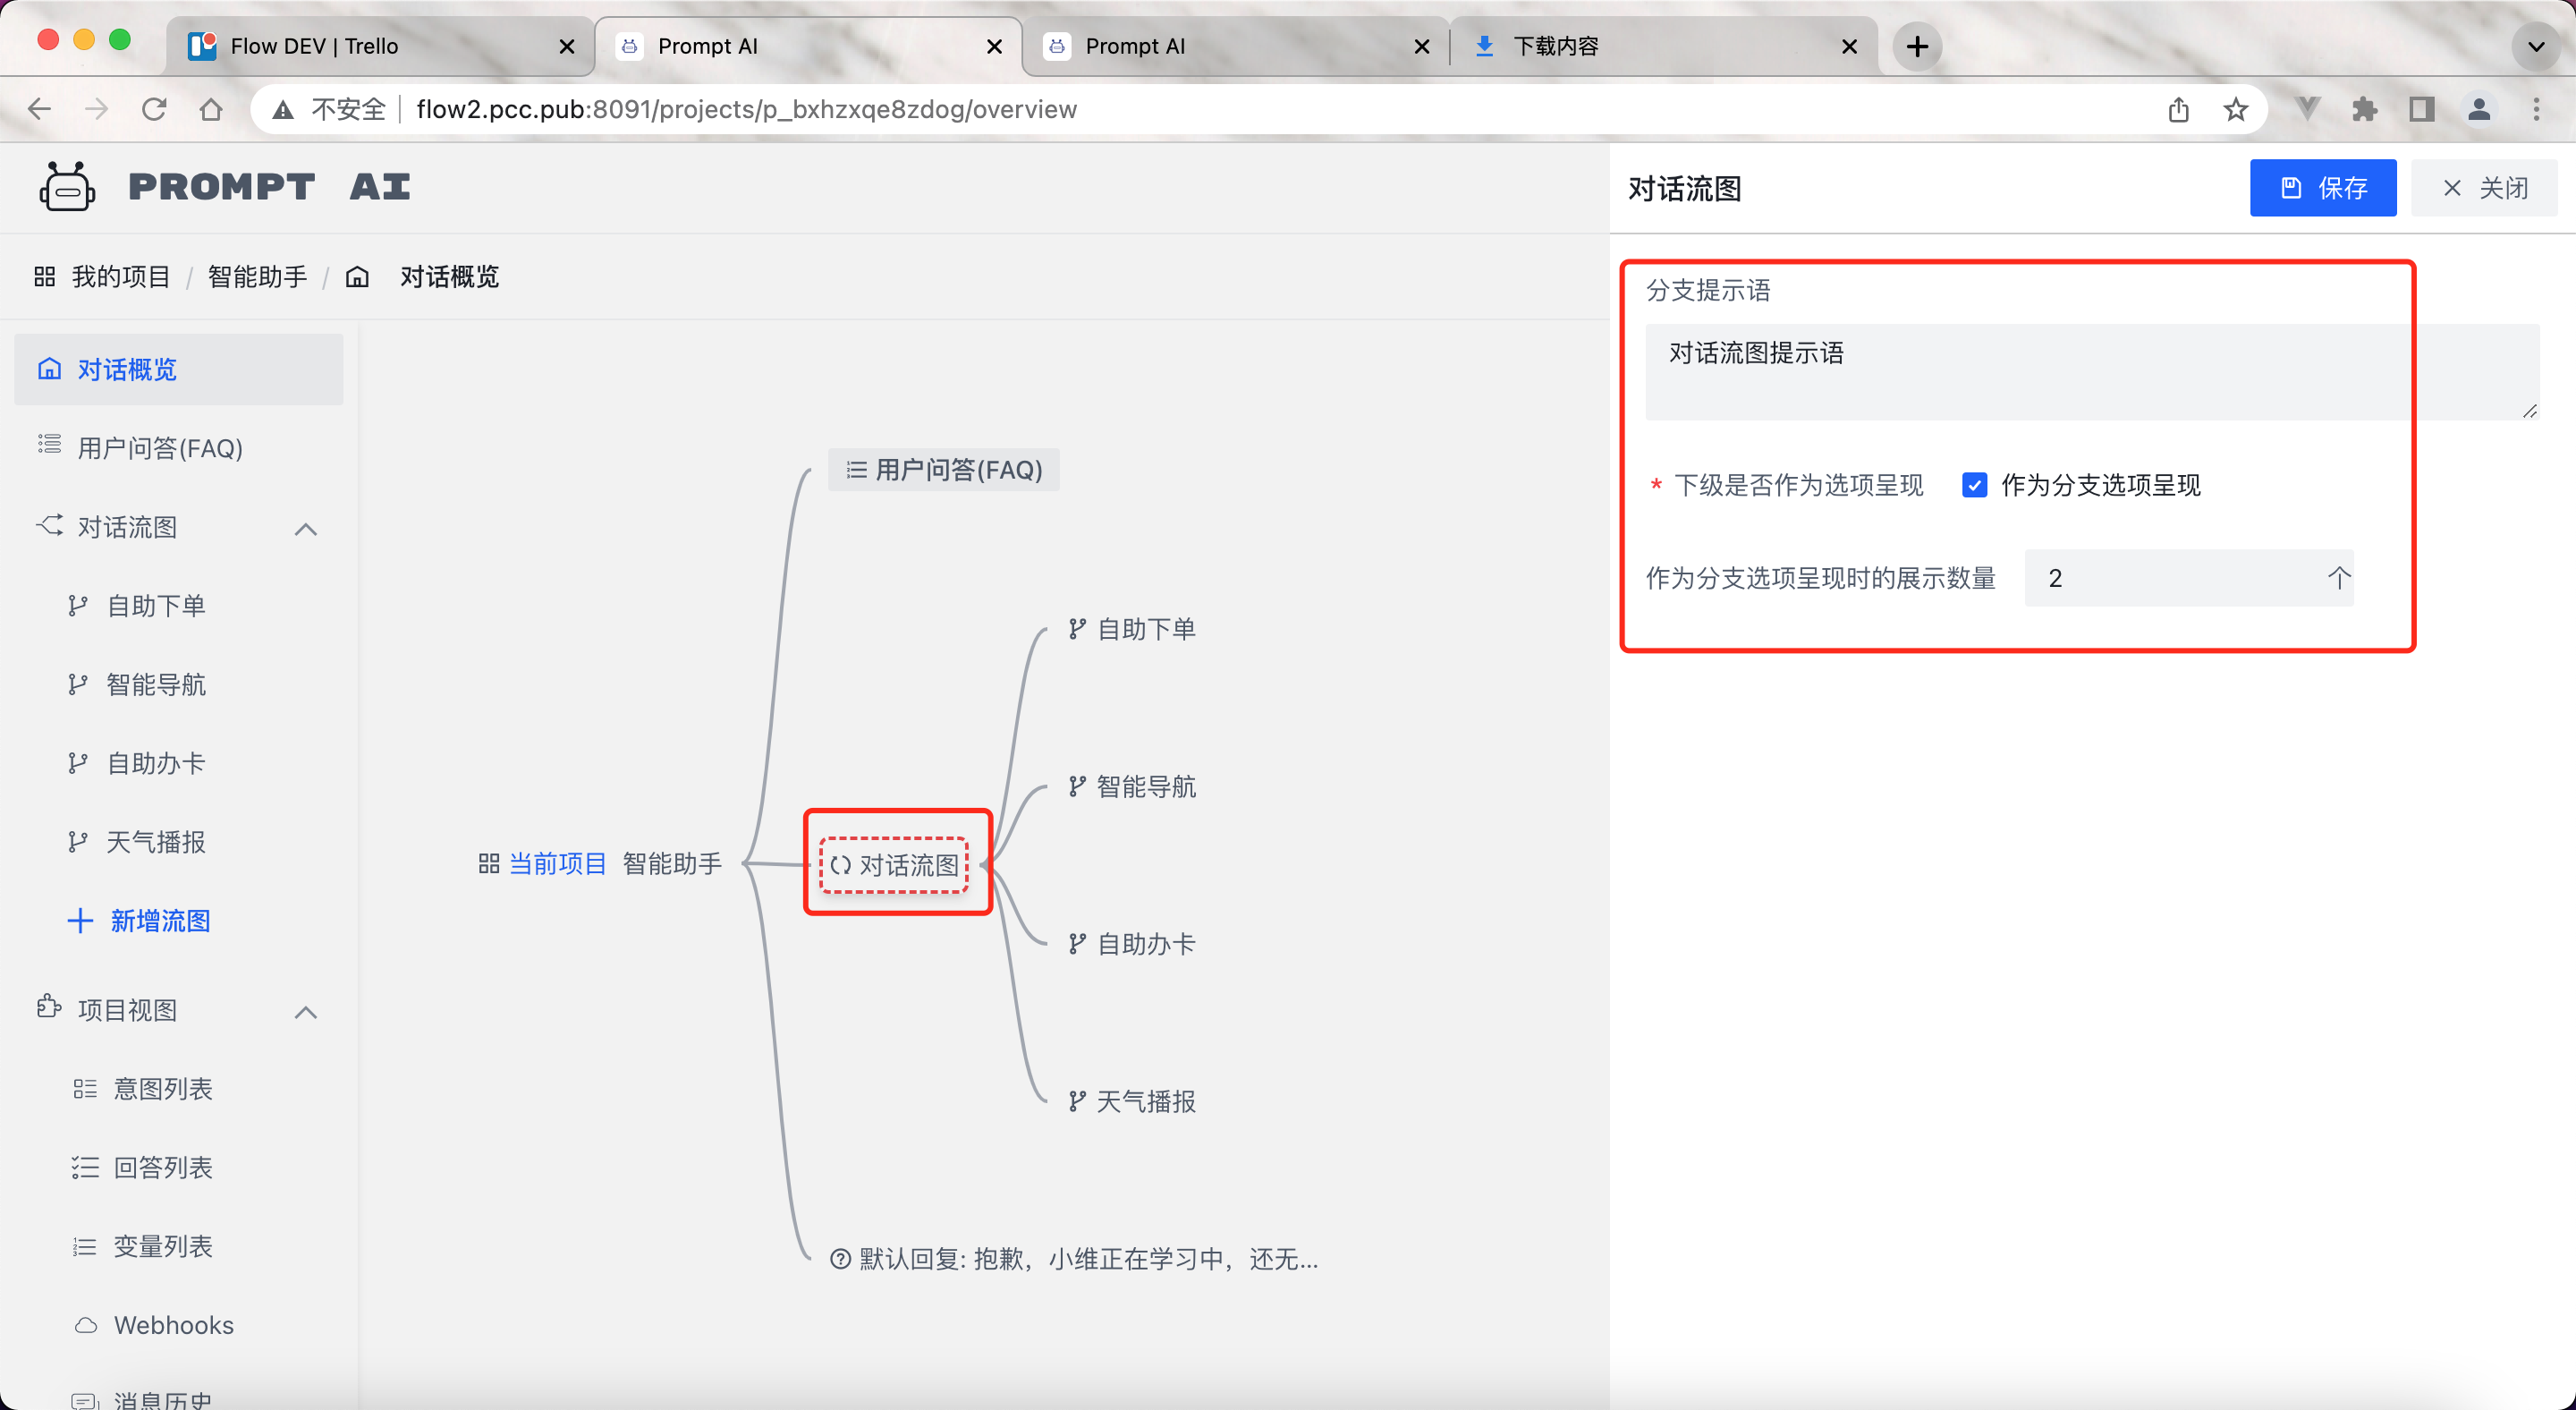 Flow DEV | Trello
Prompt AI
Prompt AI
下载内容
不安全
flow2.pcc.pub:8091/projects/p_bxhzxqe8zdog/overview
PROMPT AI
我的项目 / 智能助手 / 对话概览
对话概览
用户问答(FAQ)
对话流图
自助下单
智能导航
自助办卡
天气播报
新增流图
项目视图
意图列表
回答列表
变量列表
Webhooks
消息历史
当前项目 智能助手
用户问答(FAQ)
对话流图
自助下单
智能导航
自助办卡
天气播报
默认回复: 抱歉，小维正在学习中，还无...
对话流图
保存
关闭
分支提示语
对话流图提示语
* 下级是否作为选项呈现 作为分支选项呈现
作为分支选项呈现时的展示数量 2 个